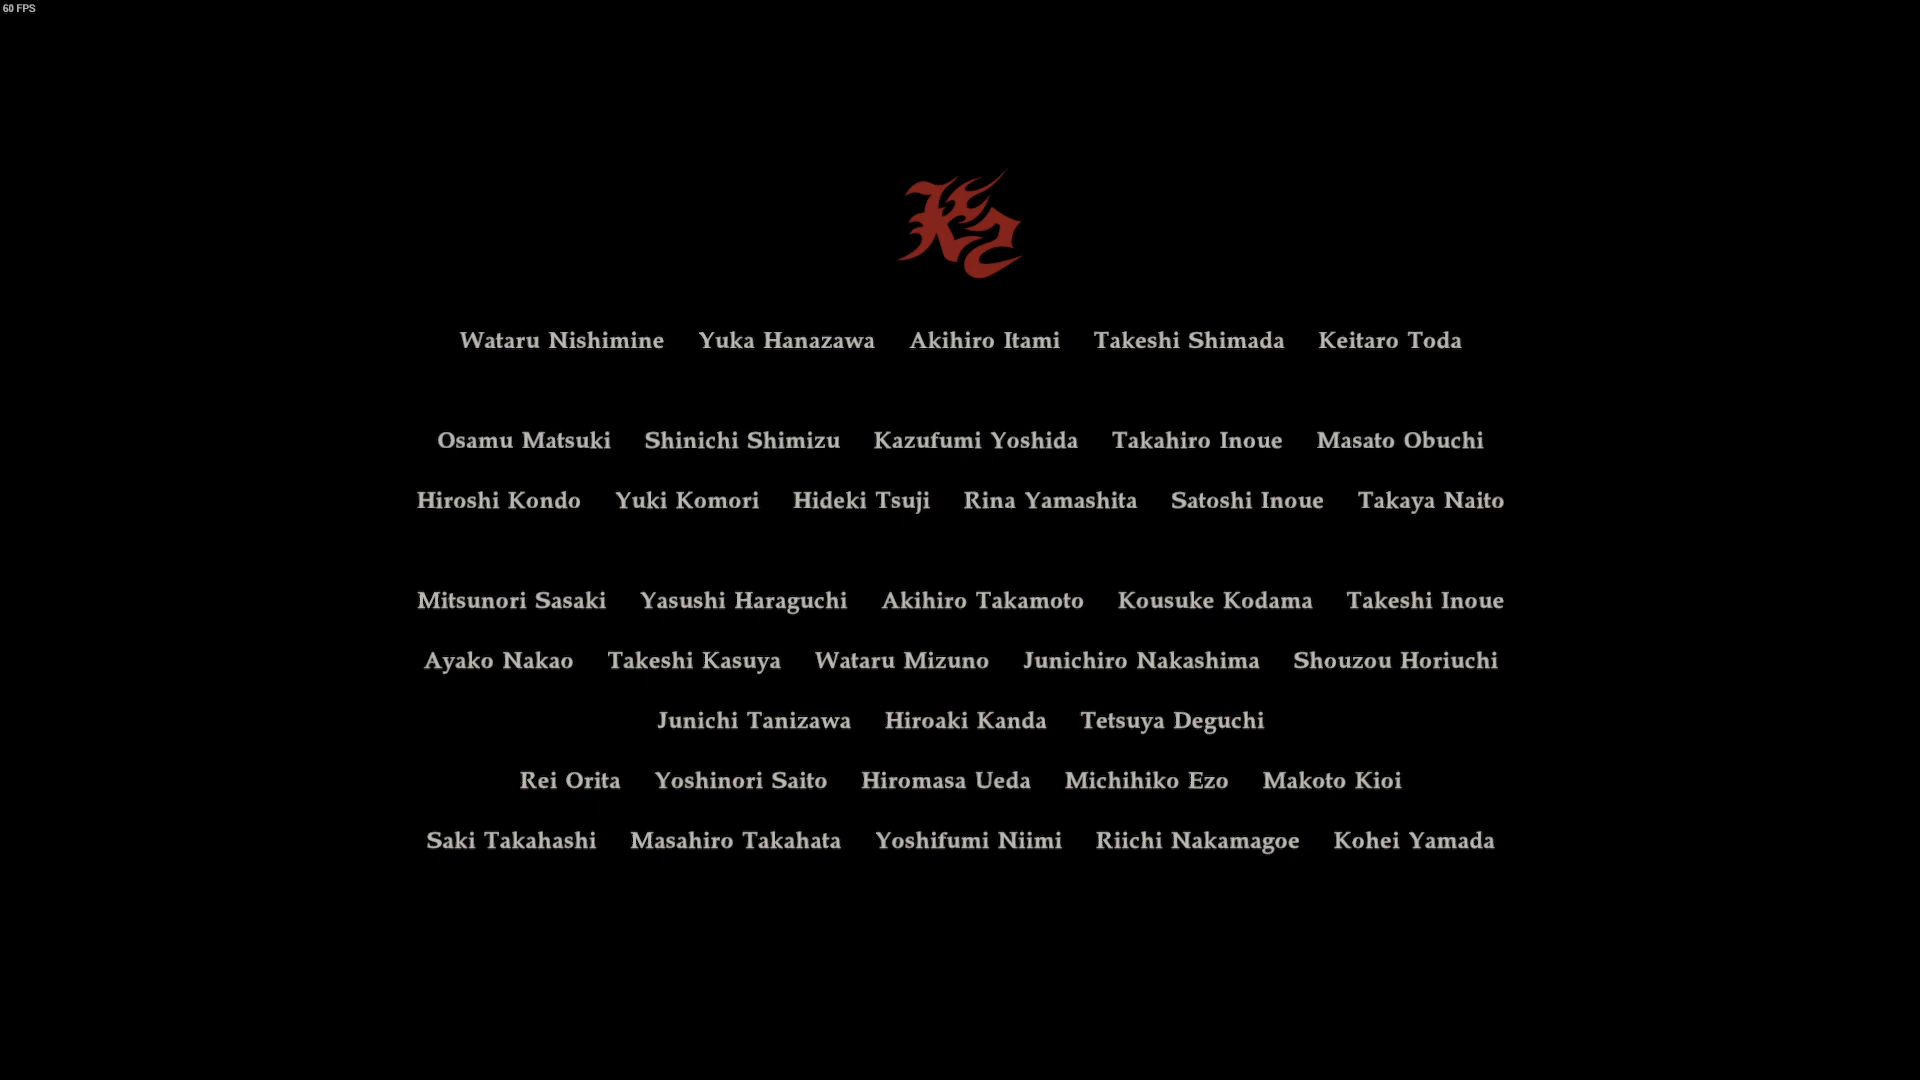 60 FPS
K2
Wataru Nishimine Yuka Hanazawa Akihiro Itami Takeshi Shimada Keitaro Toda
Osamu Matsuki Shinichi Shimizu Kazufumi Yoshida Takahiro Inoue Masato Obuchi
Hiroshi Kondo Yuki Komori Hideki Tsuji Rina Yamashita Satoshi Inoue Takaya Naito
Mitsunori Sasaki Yasushi Haraguchi Akihiro Takamoto Kousuke Kodama Takeshi Inoue
Ayako Nakao Takeshi Kasuya Wataru Mizuno Junichiro Nakashima Shouzou Horiuchi
Junichi Tanizawa Hiroaki Kanda Tetsuya Deguchi
Rei Orita Yoshinori Saito Hiromasa Ueda Michihiko Ezo Makoto Kioi
Saki Takahashi Masahiro Takahata Yoshifumi Niimi Riichi Nakamagoe Kohei Yamada